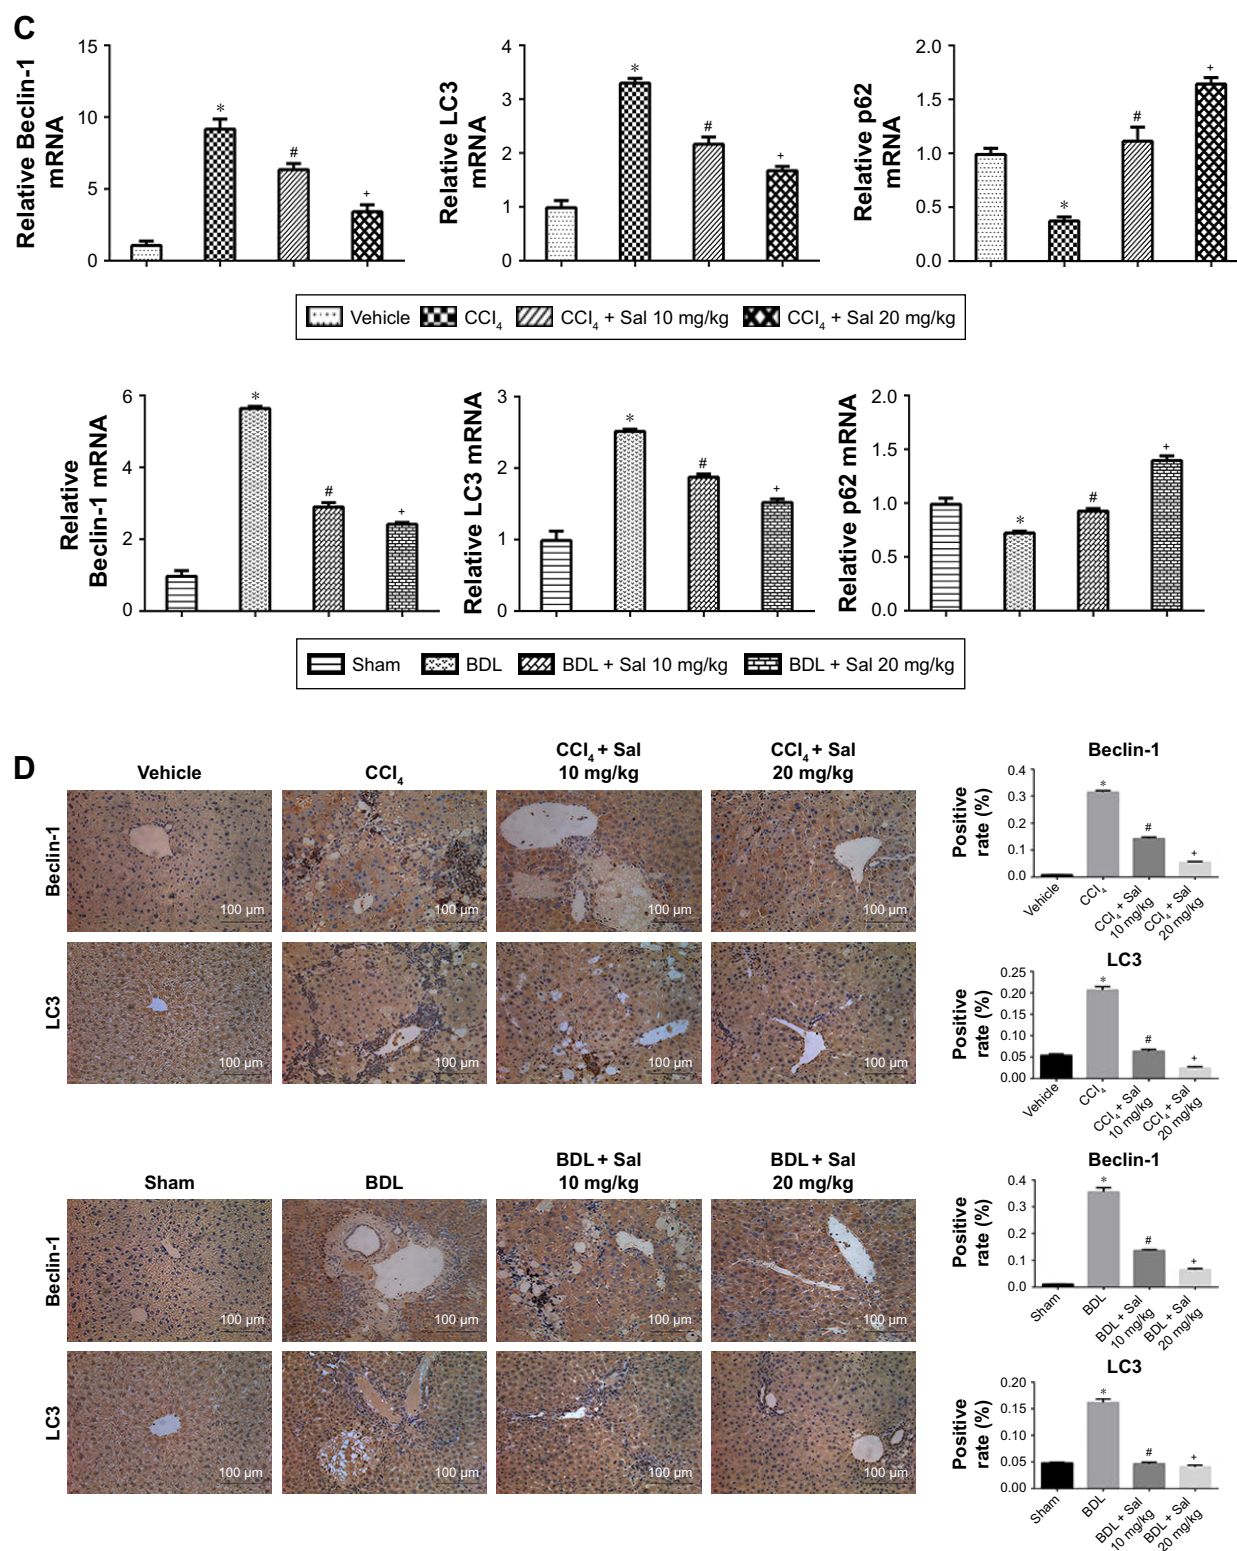 C
Relative Beclin-1
mRNA
15
10
5
0
*
#
+
Relative LC3
mRNA
4
3
2
1
0
*
#
+
Relative p62
mRNA
2.0
1.5
1.0
0.5
0.0
*
#
+
Vehicle CCl4 CCl4 + Sal 10 mg/kg CCl4 + Sal 20 mg/kg
Relative
Beclin-1 mRNA
6
4
2
0
*
#
+
Relative LC3 mRNA
3
2
1
0
*
#
+
Relative p62 mRNA
2.0
1.5
1.0
0.5
0.0
*
#
+
Sham BDL BDL + Sal 10 mg/kg BDL + Sal 20 mg/kg
D
Vehicle
CCl4
CCl4 + Sal
10 mg/kg
CCl4 + Sal
20 mg/kg
Beclin-1
100 µm
100 µm
100 µm
100 µm
LC3
100 µm
100 µm
100 µm
100 µm
Beclin-1
Positive
rate (%)
0.4
0.3
0.2
0.1
0.0
*
#
+
Vehicle
CCl4
CCl4 + Sal
10 mg/kg
CCl4 + Sal
20 mg/kg
LC3
Positive
rate (%)
0.25
0.20
0.15
0.10
0.05
0.00
*
#
+
Vehicle
CCl4
CCl4 + Sal
10 mg/kg
CCl4 + Sal
20 mg/kg
Sham
BDL
BDL + Sal
10 mg/kg
BDL + Sal
20 mg/kg
Beclin-1
100 µm
100 µm
100 µm
100 µm
LC3
100 µm
100 µm
100 µm
100 µm
Beclin-1
Positive
rate (%)
0.4
0.3
0.2
0.1
0.0
*
#
+
Sham
BDL
BDL + Sal
10 mg/kg
BDL + Sal
20 mg/kg
LC3
Positive
rate (%)
0.20
0.15
0.10
0.05
0.00
*
#
+
Sham
BDL
BDL + Sal
10 mg/kg
BDL + Sal
20 mg/kg